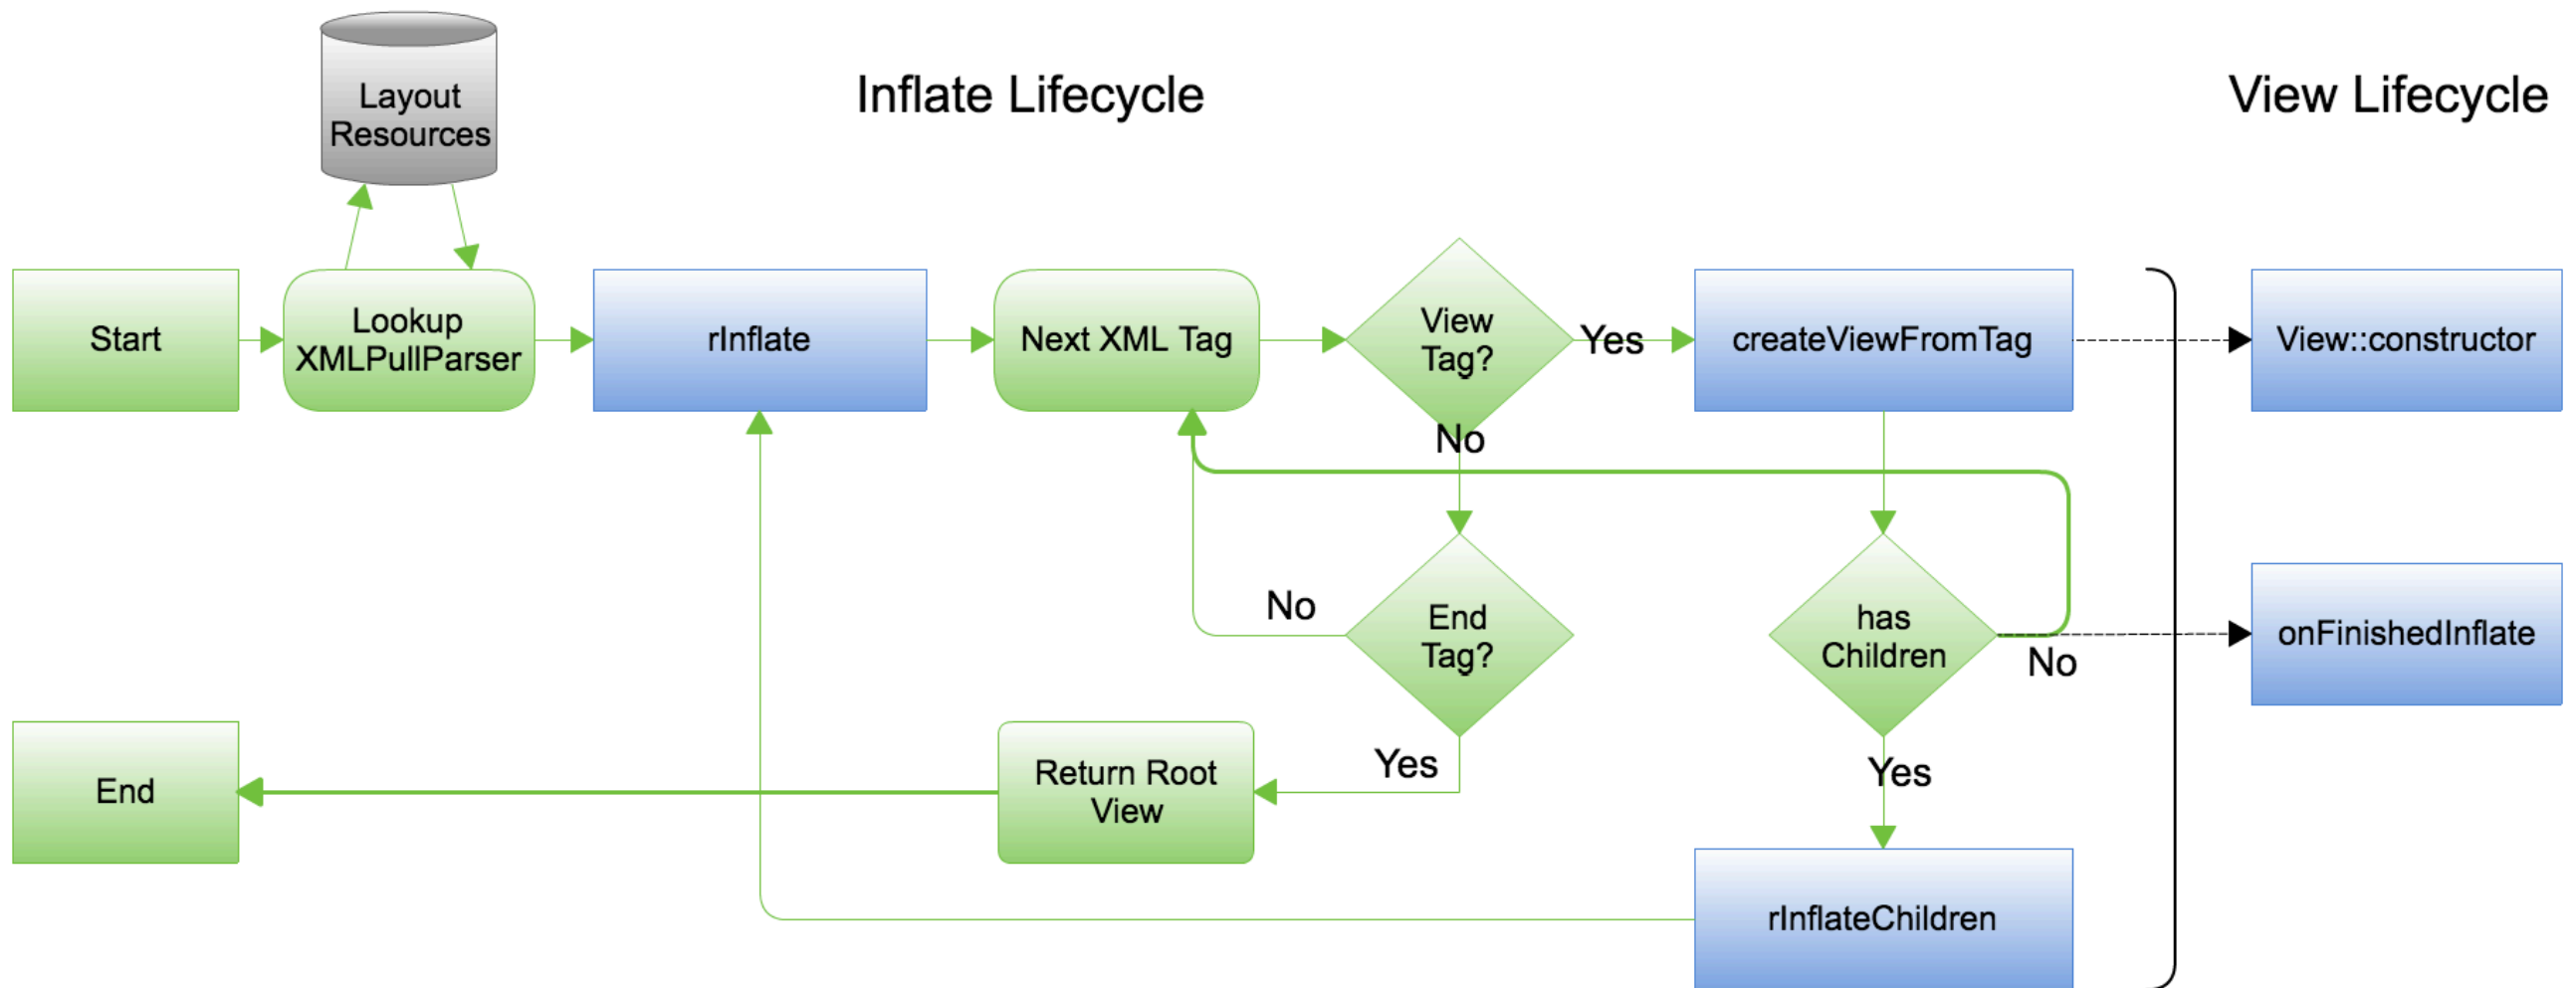 Layout
Resources
Inflate Lifecycle
View Lifecycle
Start
Lookup
XMLPullParser
rInflate
Next XML Tag
View
Tag?
Yes
createViewFromTag
View::constructor
No
No
End
Tag?
has
Children
No
onFinishedInflate
End
Return Root
View
Yes
Yes
rInflateChildren